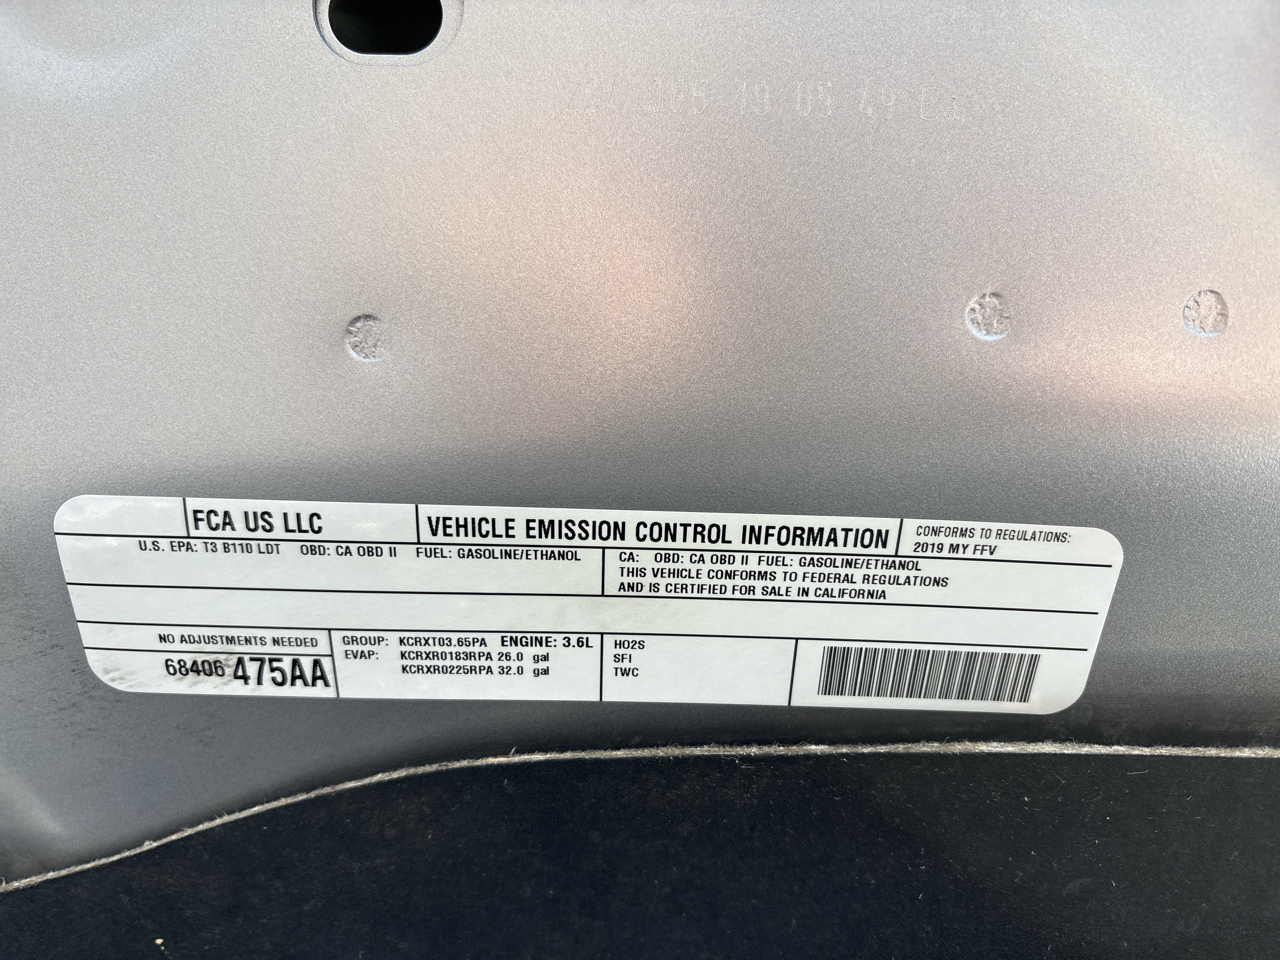 FCA US LLC
VEHICLE EMISSION CONTROL INFORMATION
CONFORMS TO REGULATIONS:
2019 MY FFV
U.S. EPA: T3 B110 LDT OBD: CA OBD II FUEL: GASOLINE/ETHANOL
CA: OBD: CA OBD II FUEL: GASOLINE/ETHANOL
THIS VEHICLE CONFORMS TO FEDERAL REGULATIONS
AND IS CERTIFIED FOR SALE IN CALIFORNIA
NO ADJUSTMENTS NEEDED
68406 475AA
GROUP: KCRXT03.65PA ENGINE: 3.6L
EVAP: KCRXR0183RPA 26.0 gal
KCRXR0225RPA 32.0 gal
HO2S
SFI
TWC